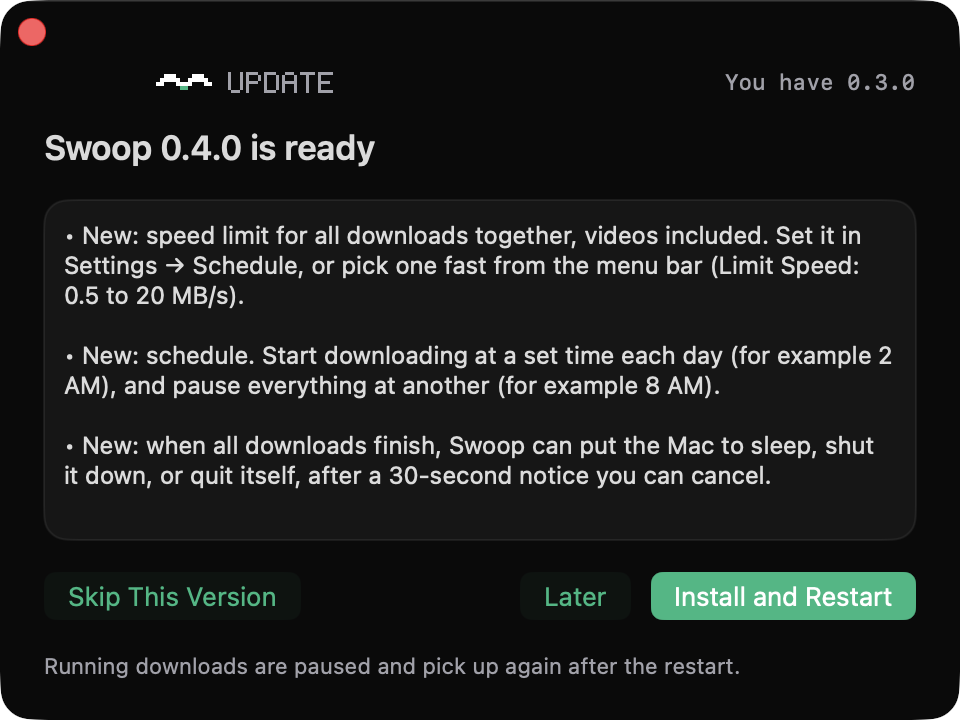 UPDATE
You have 0.3.0
Swoop 0.4.0 is ready
• New: speed limit for all downloads together, videos included. Set it in
Settings → Schedule, or pick one fast from the menu bar (Limit Speed:
0.5 to 20 MB/s).
• New: schedule. Start downloading at a set time each day (for example 2
AM), and pause everything at another (for example 8 AM).
• New: when all downloads finish, Swoop can put the Mac to sleep, shut
it down, or quit itself, after a 30-second notice you can cancel.
Skip This Version
Later
Install and Restart
Running downloads are paused and pick up again after the restart.